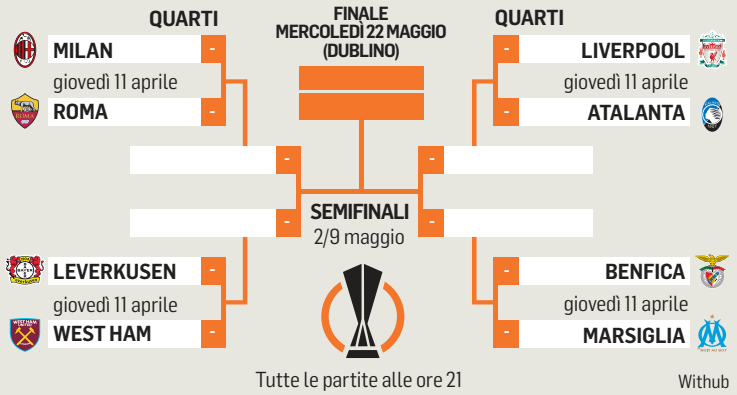 QUARTI
MILAN
-
giovedì 11 aprile
ROMA
-
-
-
LEVERKUSEN
-
giovedì 11 aprile
WEST HAM
-
FINALE
MERCOLEDÌ 22 MAGGIO
(DUBLINO)
SEMIFINALI
2/9 maggio
QUARTI
-
LIVERPOOL
giovedì 11 aprile
-
ATALANTA
-
-
-
BENFICA
giovedì 11 aprile
-
MARSIGLIA
Tutte le partite alle ore 21
Withub
ROMA